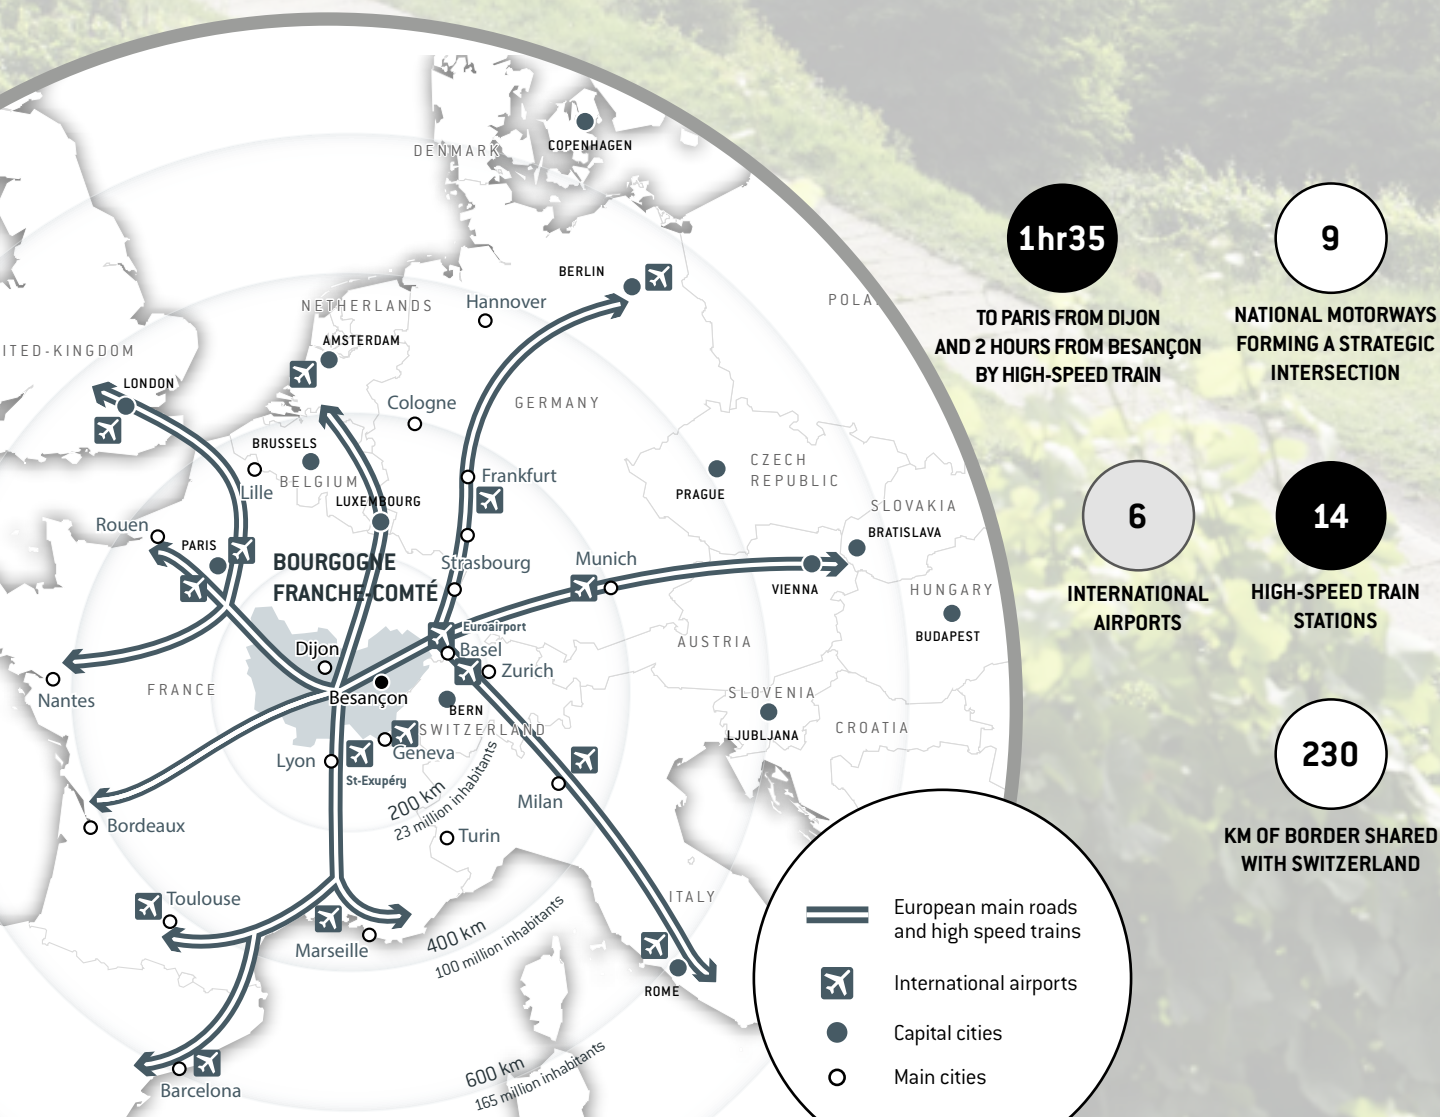 DENMARK
COPENHAGEN
BERLIN
NETHERLANDS
Hannover
POLA
AMSTERDAM
ITED-KINGDOM
LONDON
Cologne
GERMANY
BRUSSELS
BELGIUM
Lille
Frankfurt
CZECH
REPUBLIC
PRAGUE
LUXEMBOURG
SLOVAKIA
BRATISLAVA
Rouen
PARIS
BOURGOGNE
FRANCHE-COMTÉ
Strasbourg
Munich
VIENNA
HUNGARY
BUDAPEST
Euroairport
Basel
Dijon
Zurich
AUSTRIA
FRANCE
Besançon
Nantes
BERN
SWITZERLAND
SLOVENIA
LJUBLJANA
CROATIA
Geneva
Lyon
St-Exupéry
200 km
23 million inhabitants
Milan
Bordeaux
Turin
Toulouse
ITALY
Marseille
400 km
100 million inhabitants
ROME
600 km
165 million inhabitants
Barcelona
European main roads
and high speed trains
International airports
Capital cities
Main cities
1hr35
TO PARIS FROM DIJON
AND 2 HOURS FROM BESANÇON
BY HIGH-SPEED TRAIN
9
NATIONAL MOTORWAYS
FORMING A STRATEGIC
INTERSECTION
6
INTERNATIONAL
AIRPORTS
14
HIGH-SPEED TRAIN
STATIONS
230
KM OF BORDER SHARED
WITH SWITZERLAND